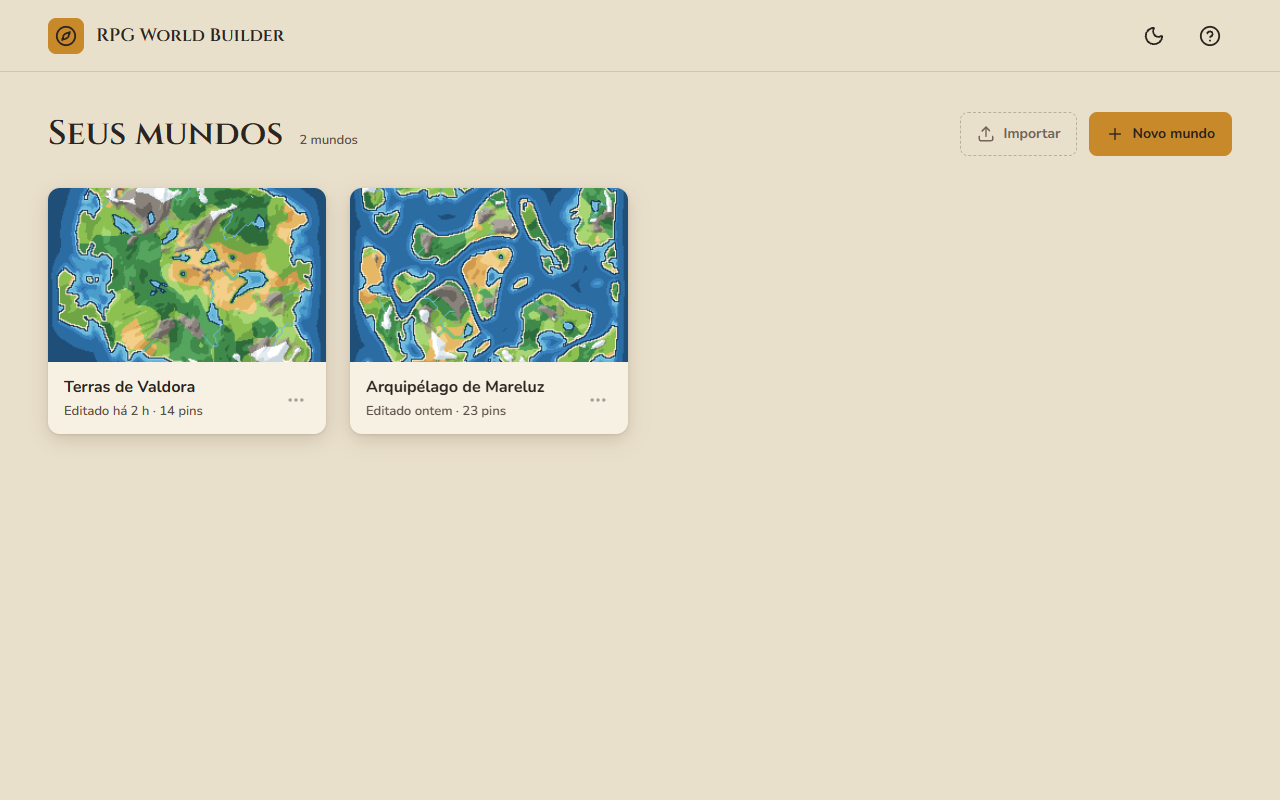 RPG World Builder
Seus mundos
2 mundos
Importar
Novo mundo
Terras de Valdora
Editado há 2 h · 14 pins
Arquipélago de Mareluz
Editado ontem · 23 pins